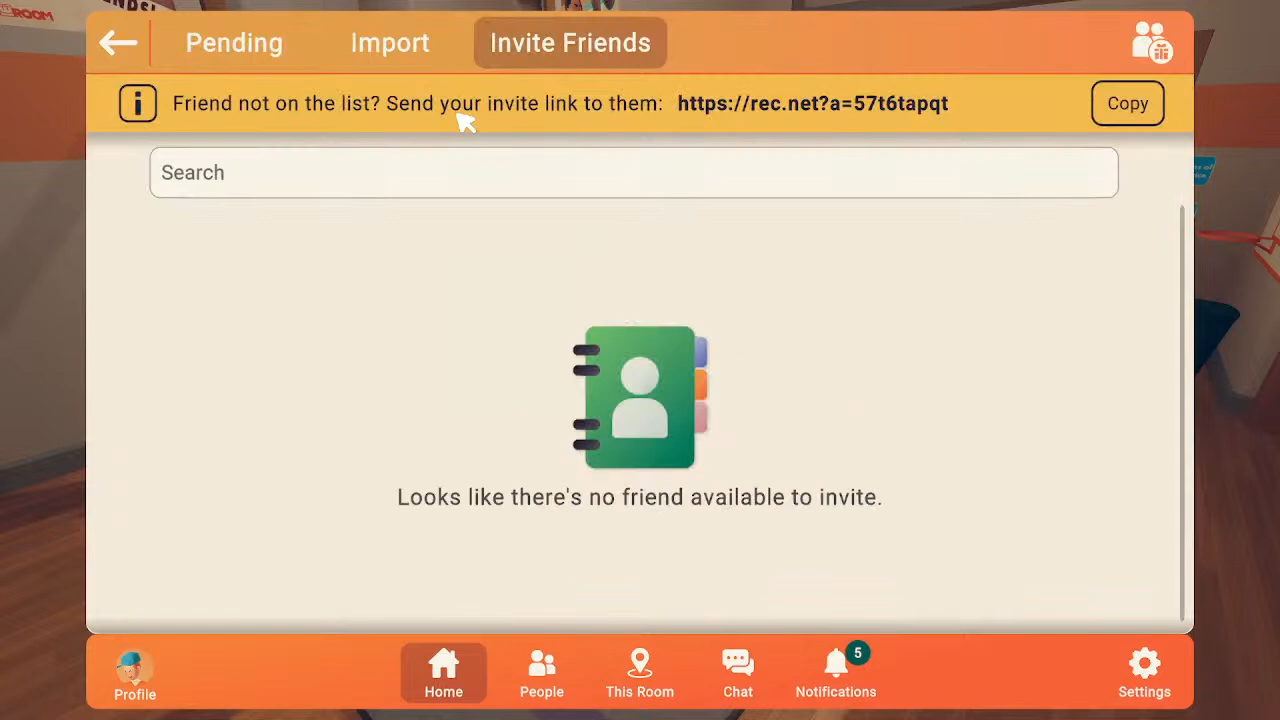 ROOM
ENDS!
Pending
Import
Invite Friends
Friend not on the list? Send your invite link to them: https://rec.net?a=57t6tapqt
Copy
Search
Looks like there's no friend available to invite.
Profile
Home
People
This Room
Chat
5
Notifications
Settings